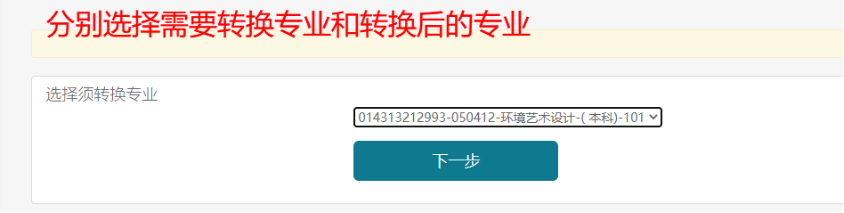 分别选择需要转换专业和转换后的专业
选择须转换专业
014313212993-050412-环境艺术设计-( 本科)-101
下一步